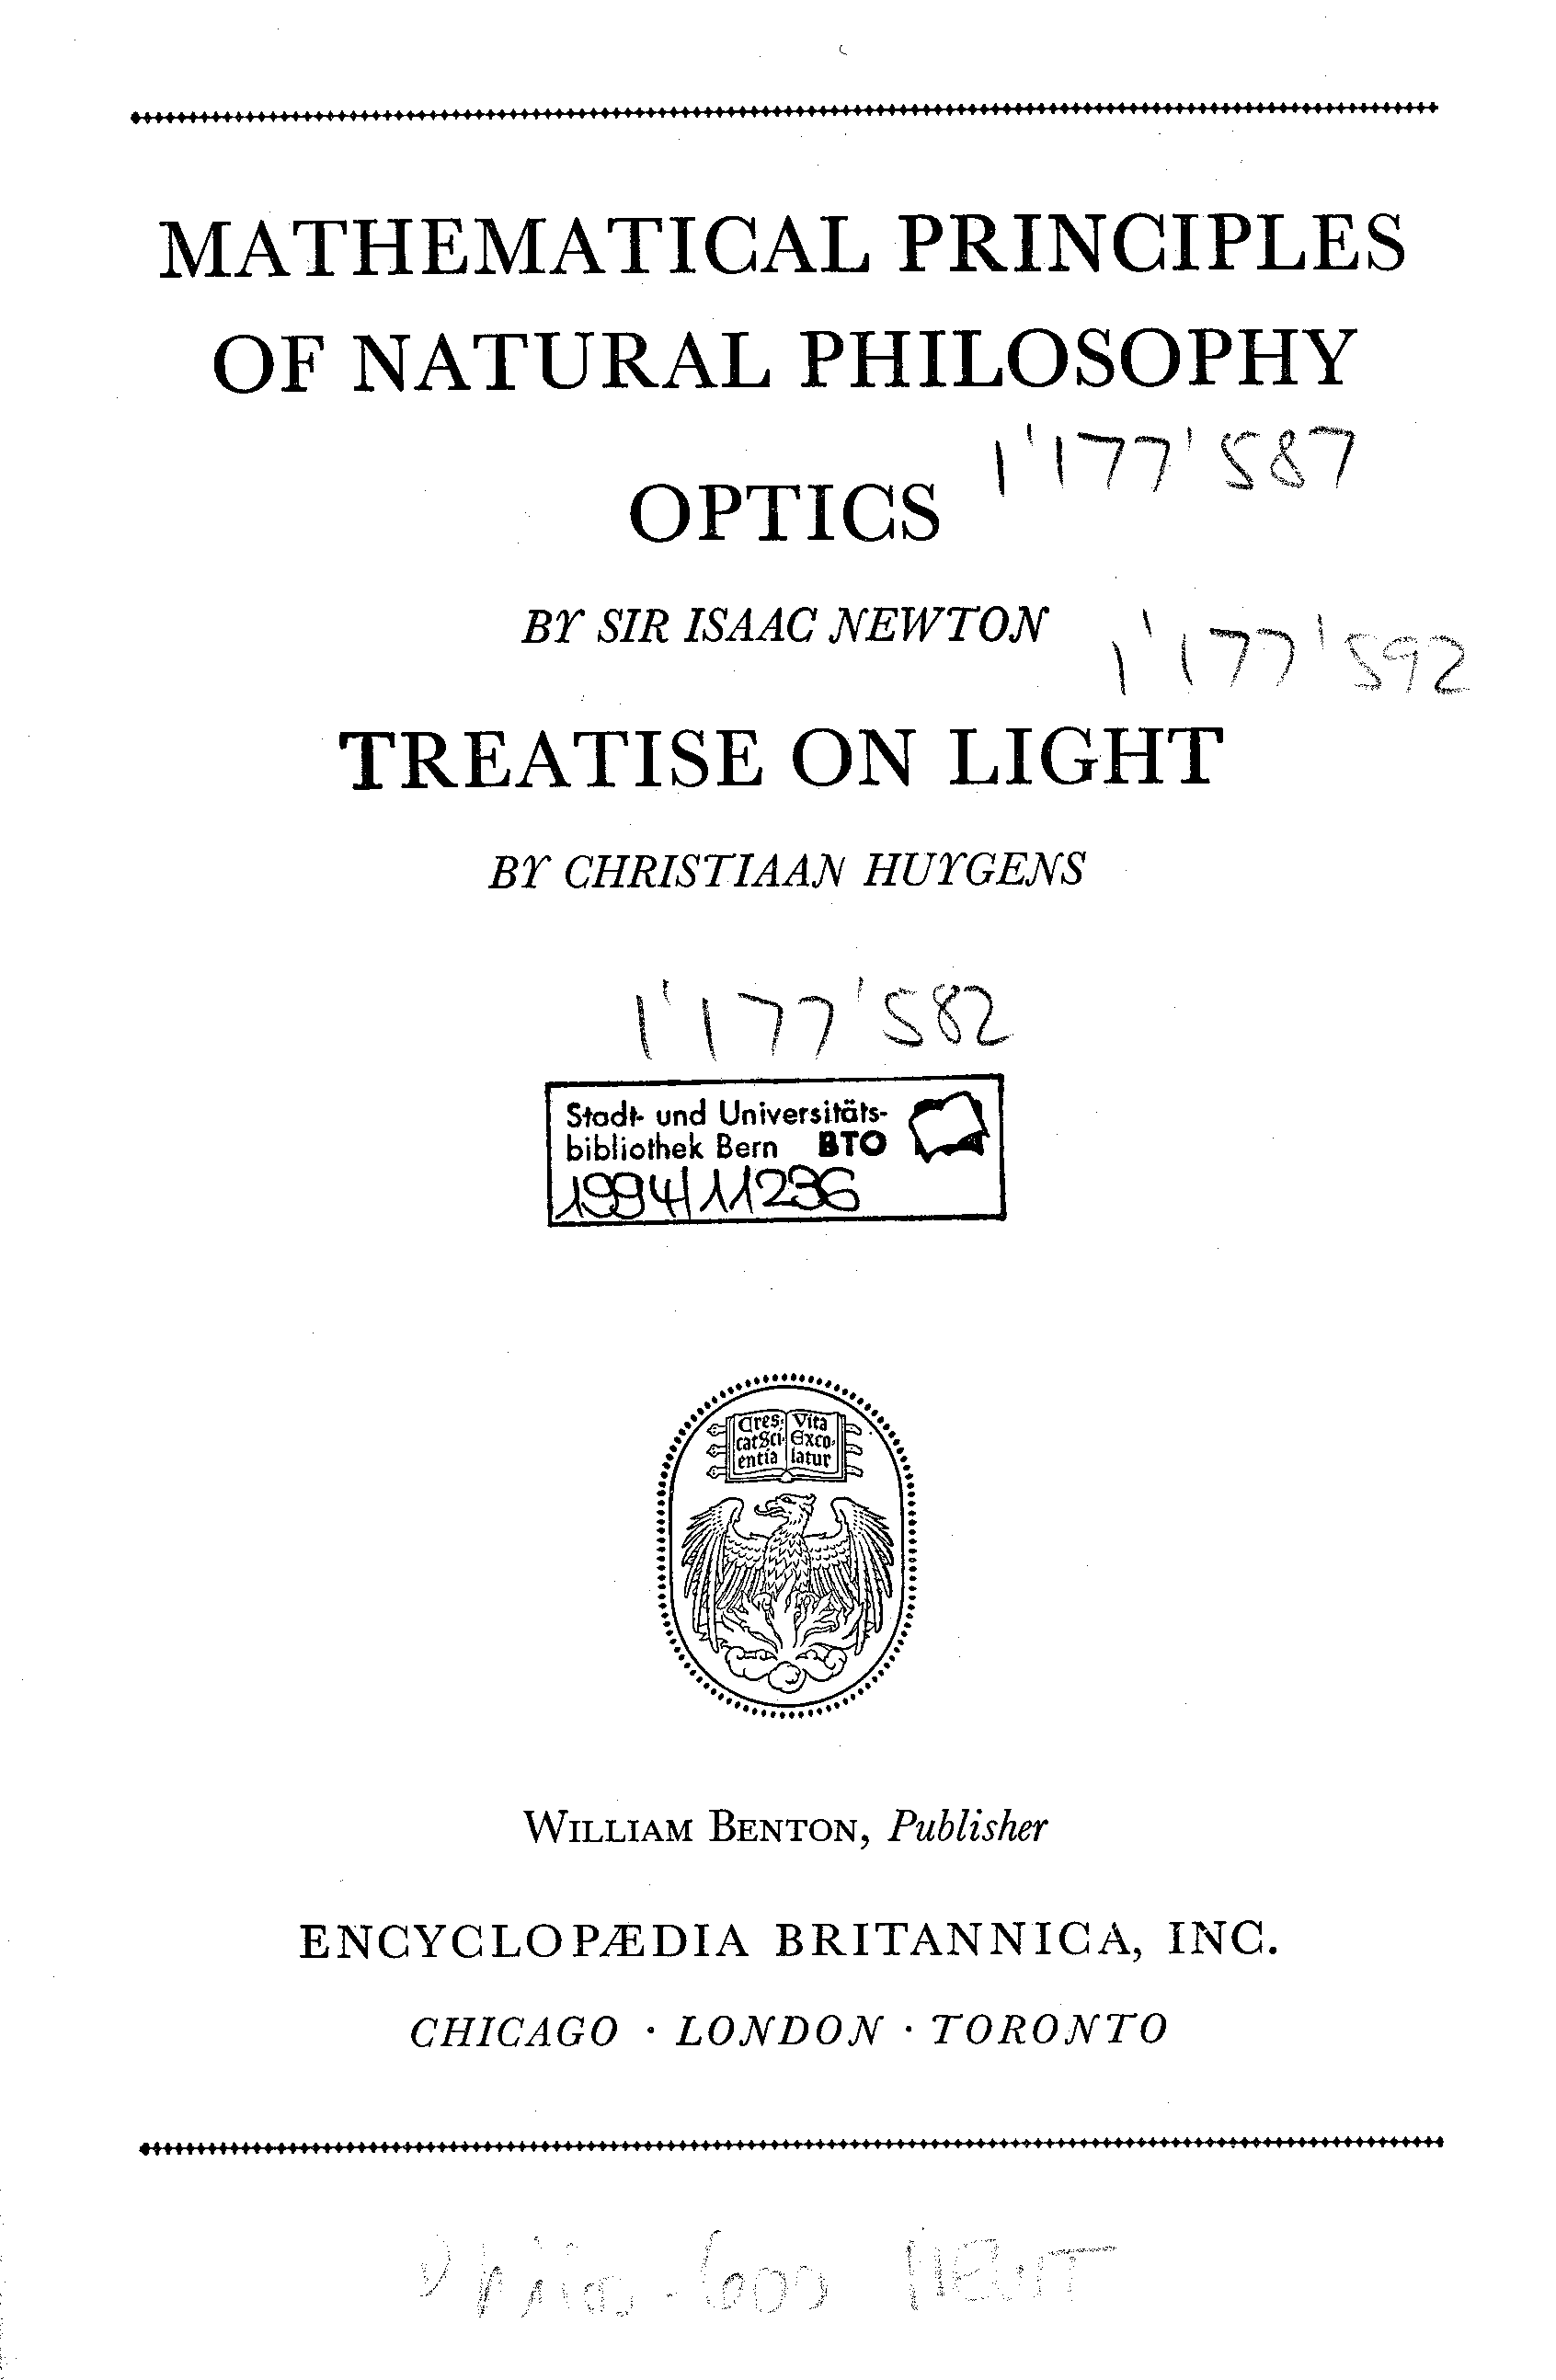 MATHEMATICAL PRINCIPLES
OF NATURAL PHILOSOPHY
1'177'587
OPTICS
BY SIR ISAAC NEWTON
1'177'592
TREATISE ON LIGHT
BY CHRISTIAAN HUYGENS
1'177'582
Stadt- und Universitäts-
bibliothek Bern BTO
1994/11236
Cres- Vita
cat Sci- Exco-
entia latur
WILLIAM BENTON, Publisher
ENCYCLOPÆDIA BRITANNICA, INC.
CHICAGO · LONDON · TORONTO
NEWT